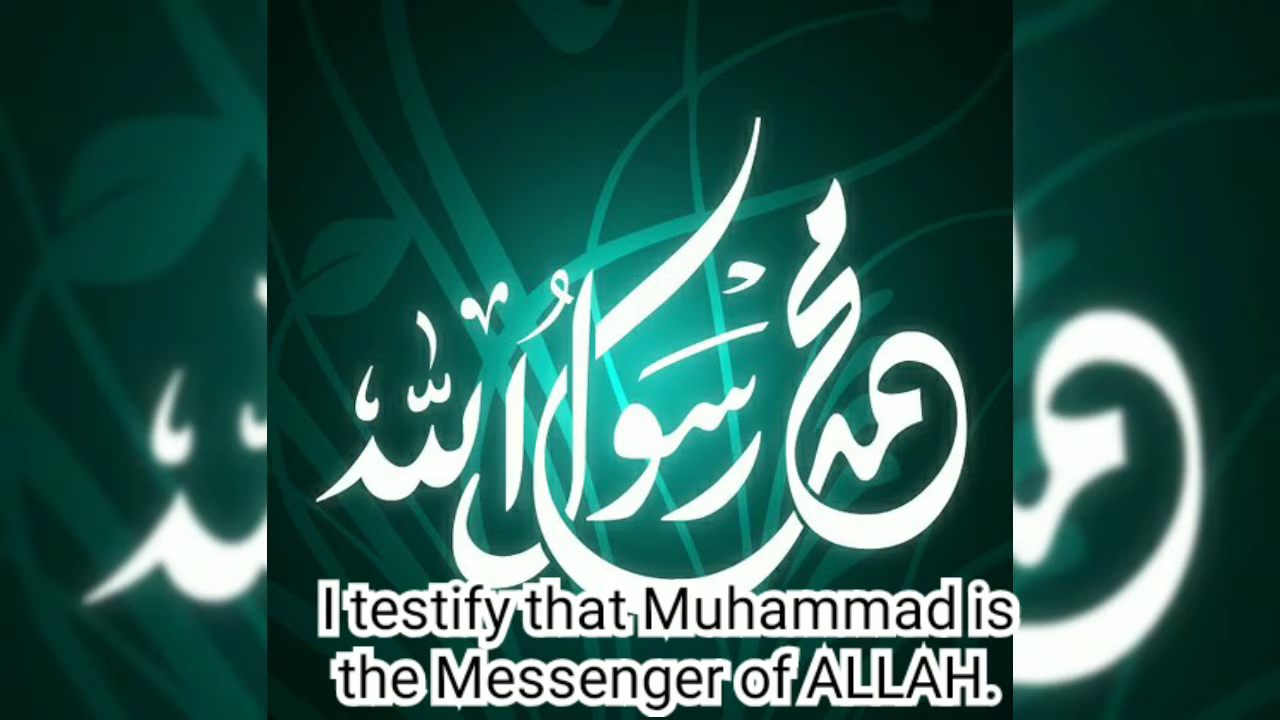 محمد رسول الله
I testify that Muhammad is
the Messenger of ALLAH.